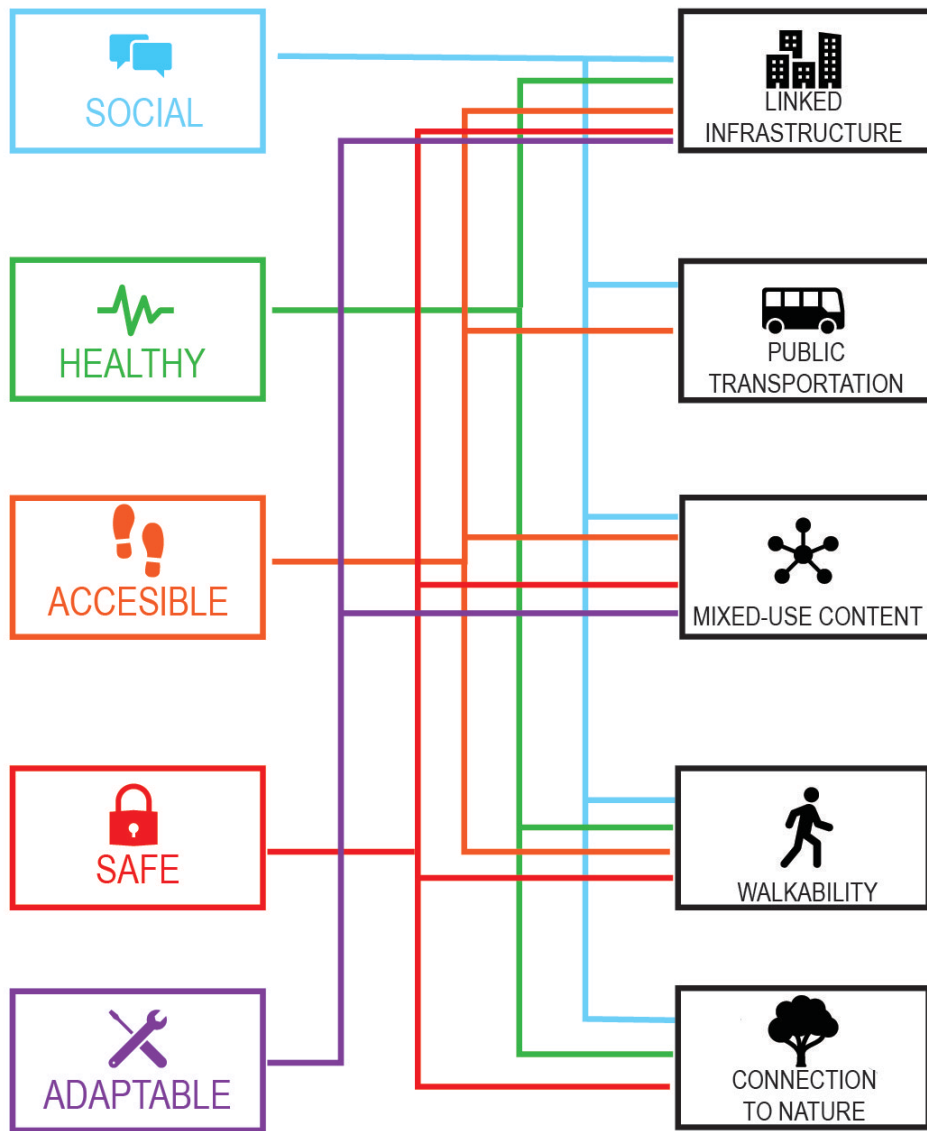 SOCIAL
LINKED
INFRASTRUCTURE
HEALTHY
PUBLIC
TRANSPORTATION
ACCESIBLE
MIXED-USE CONTENT
SAFE
WALKABILITY
ADAPTABLE
CONNECTION
TO NATURE